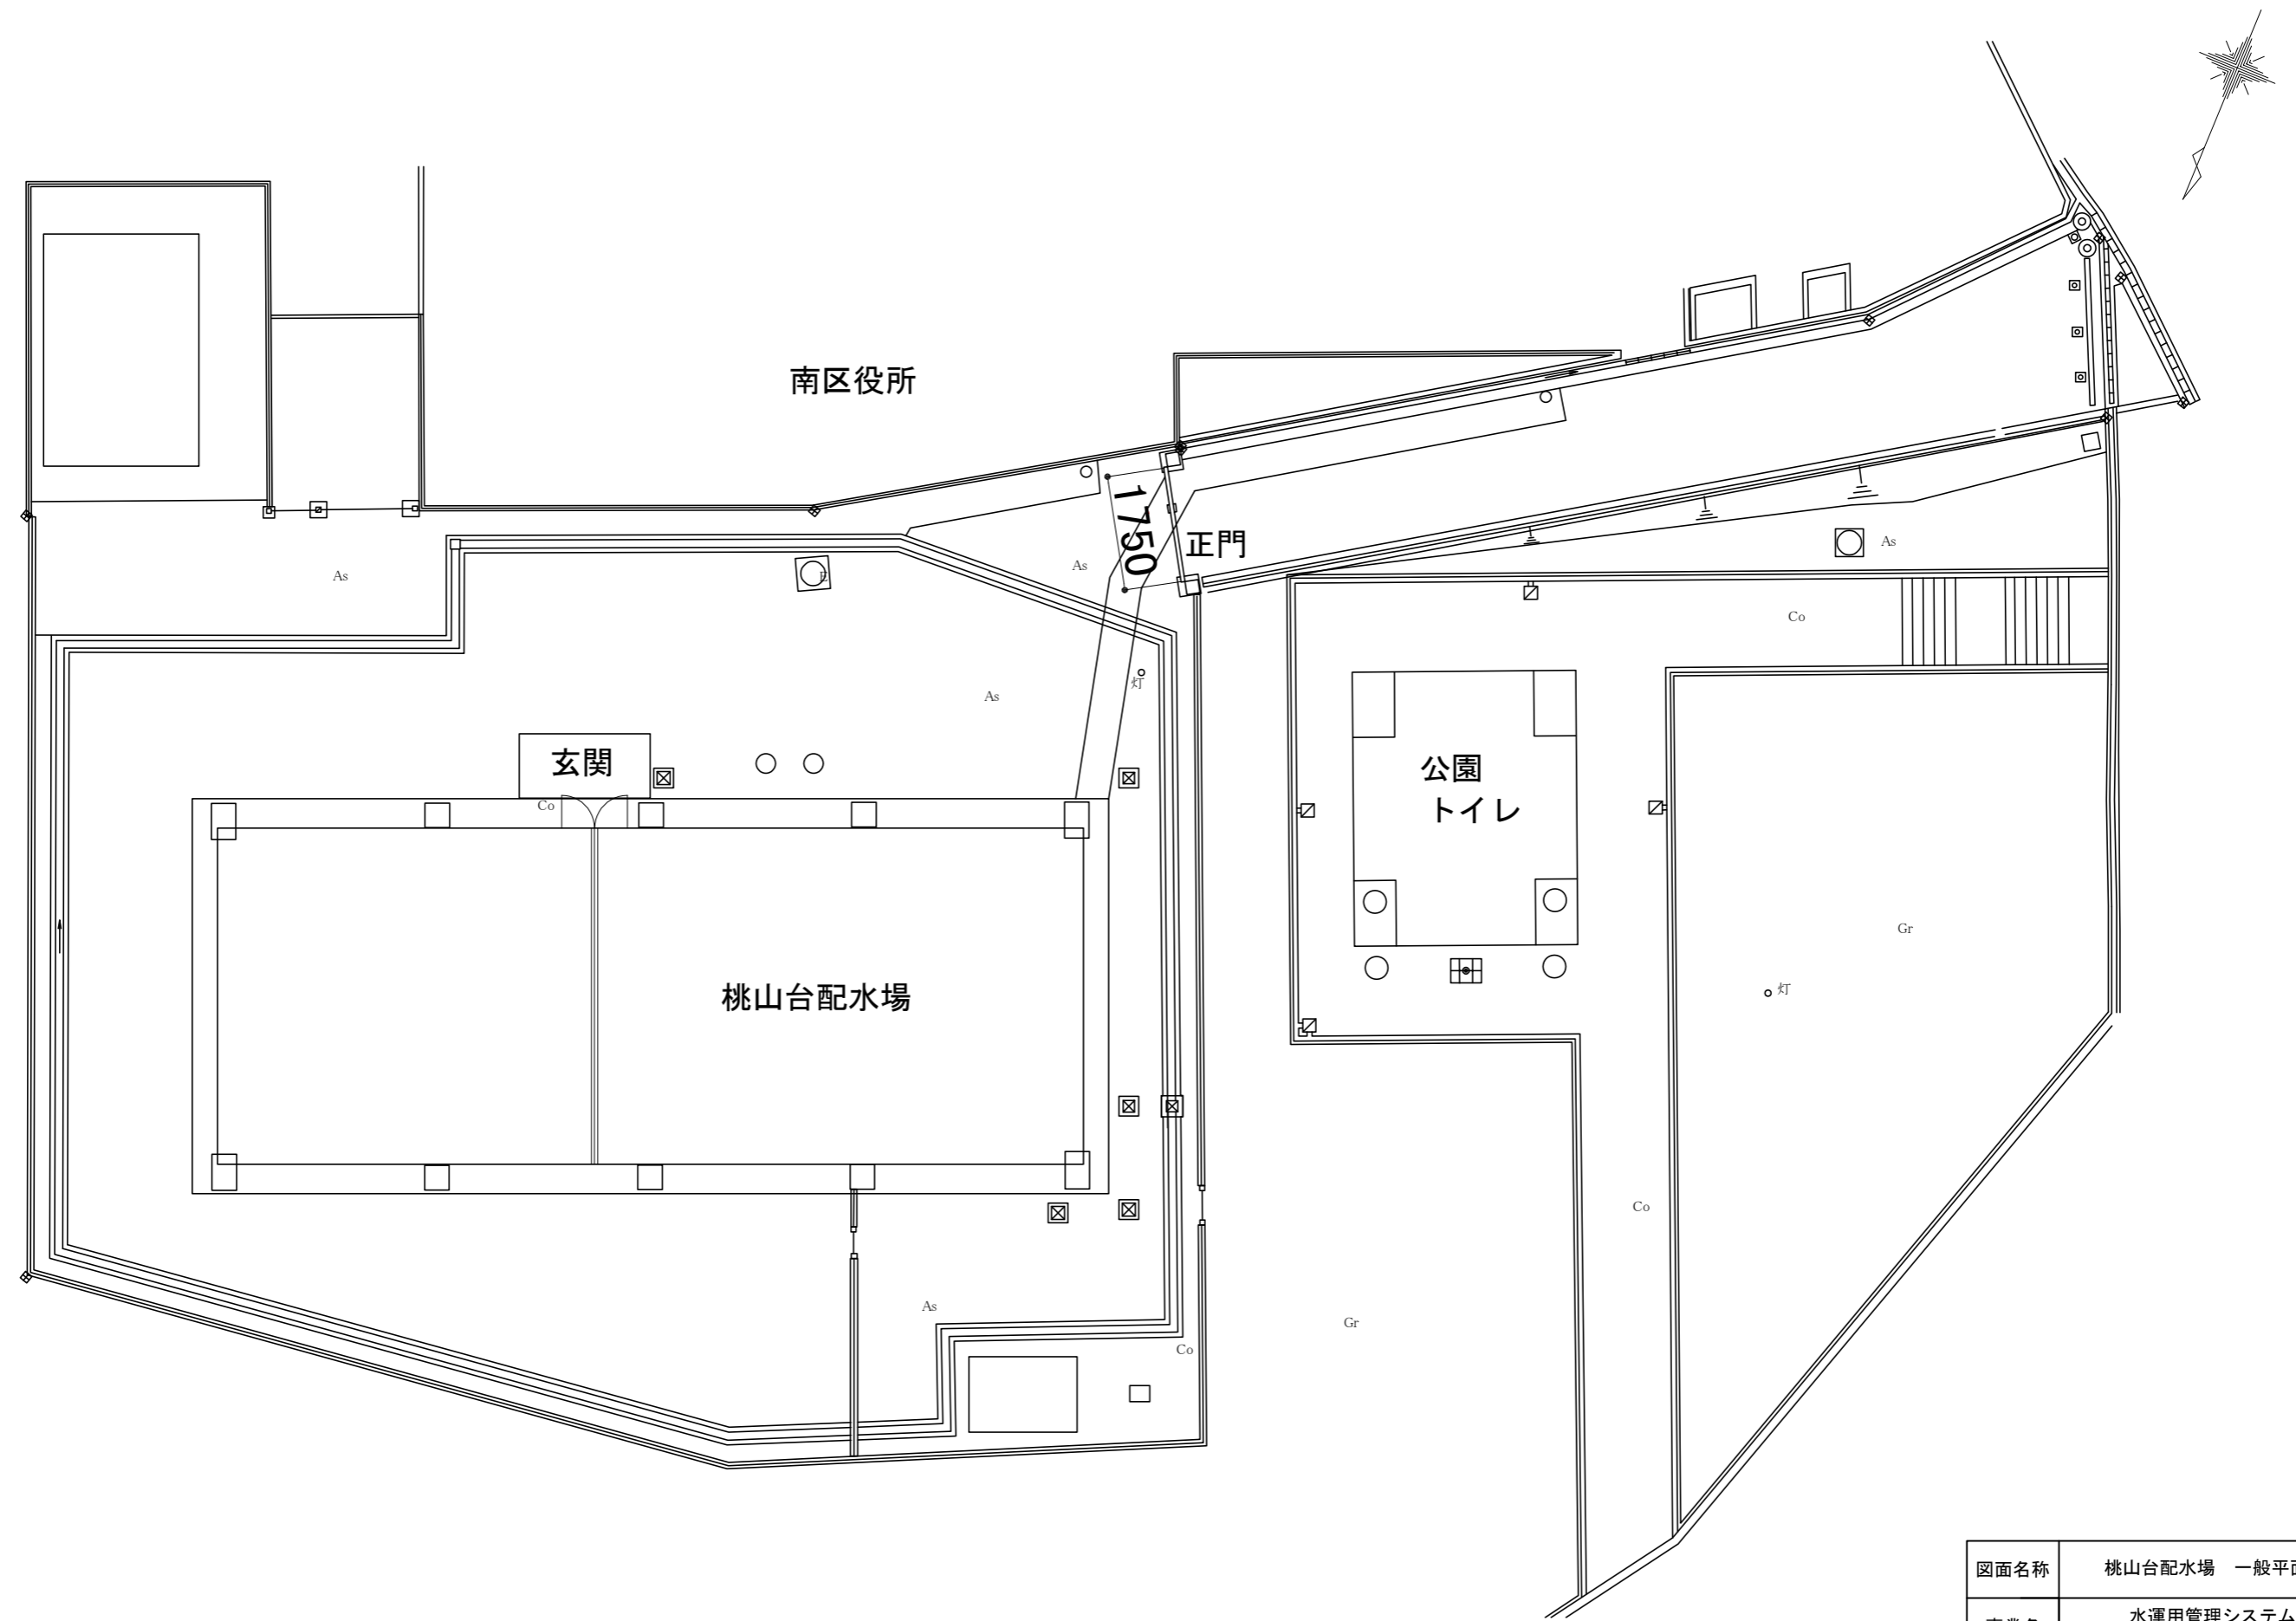 南区役所
1750
正門
As
E
As
As
Co
As
灯
玄関
Co
公園
トイレ
Gr
灯
桃山台配水場
Co
As
Gr
Co
図面名称
桃山台配水場 一般平面
水運用管理システム